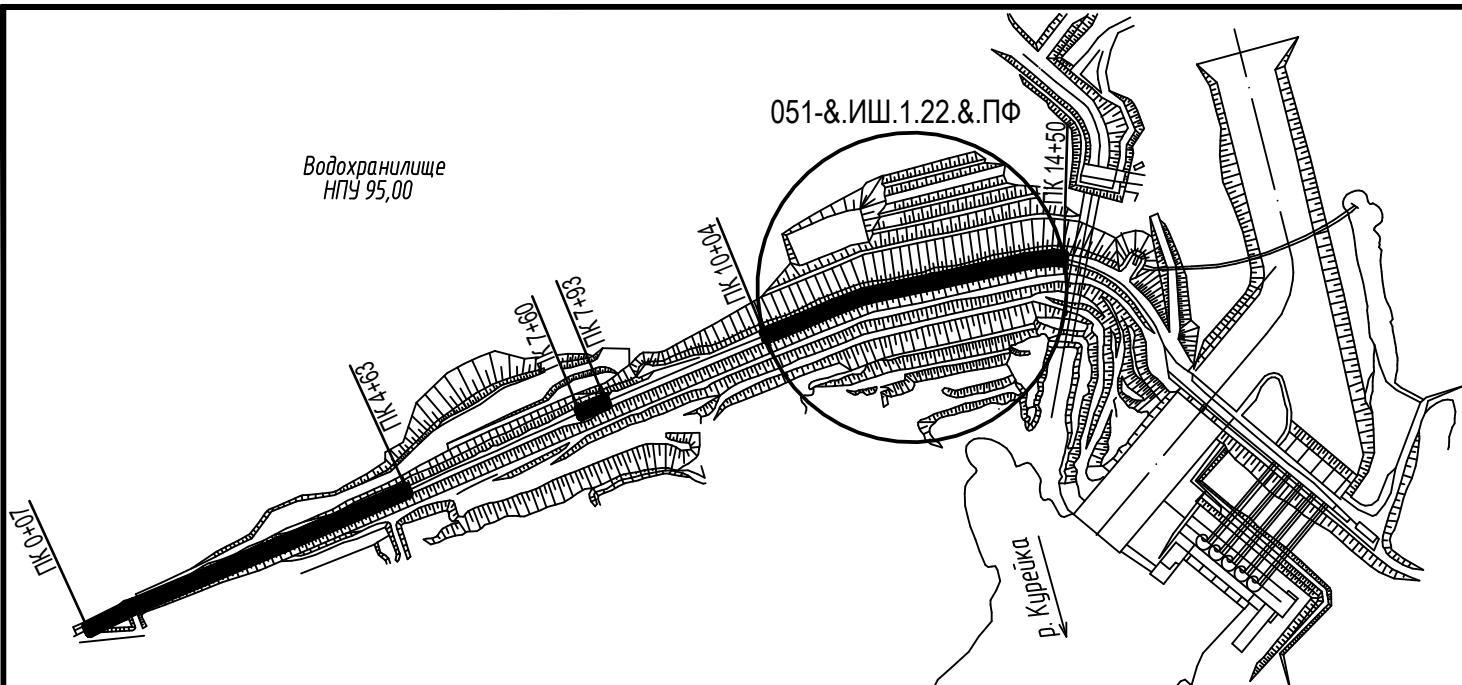 051-&.ИШ.1.22.&.ПФ
Водохранилище
НПУ 95,00
ПК 14+50
ПК 10+04
ПК 7+93
ПК 7+60
ПК 4+63
ПК 0+07
р. Курейка